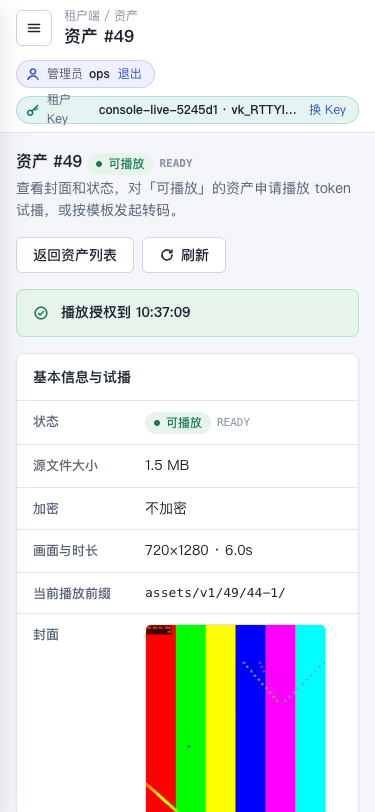 租户端 / 资产
资产 #49
管理员 ops 退出
租户 Key console-live-5245d1 · vk_RTTYI... 换 Key
资产 #49 可播放 READY
查看封面和状态，对「可播放」的资产申请播放 token
试播，或按模板发起转码。
返回资产列表 刷新
播放授权到 10:37:09
基本信息与试播
状态 可播放 READY
源文件大小 1.5 MB
加密 不加密
画面与时长 720×1280 · 6.0s
当前播放前缀 assets/v1/49/44-1/
封面